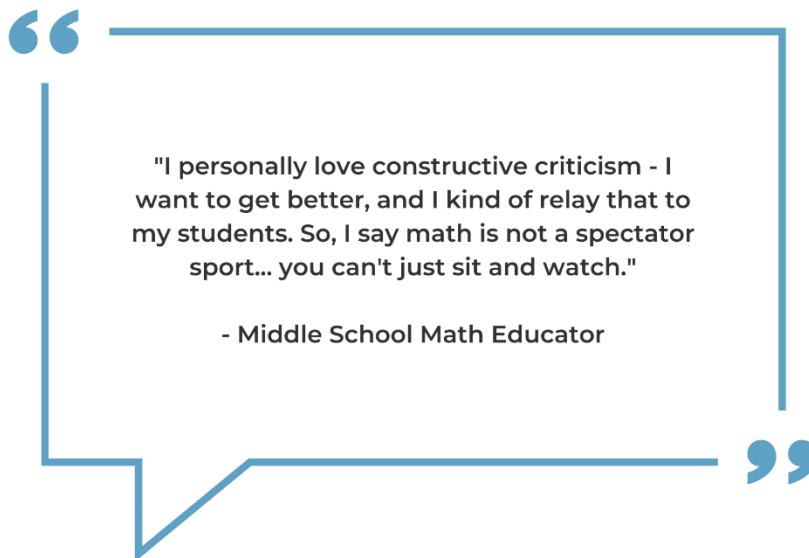 "I personally love constructive criticism - I
want to get better, and I kind of relay that to
my students. So, I say math is not a spectator
sport... you can't just sit and watch."
- Middle School Math Educator